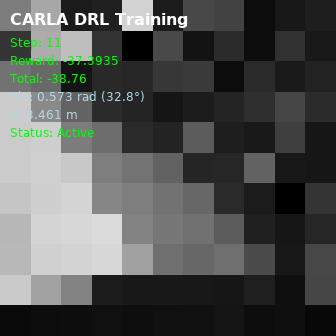 CARLA DRL Training
Step: 11
Reward: -37.3935
Total: -38.76
0.573 rad (32.8°)
3.461 m
Status: Active